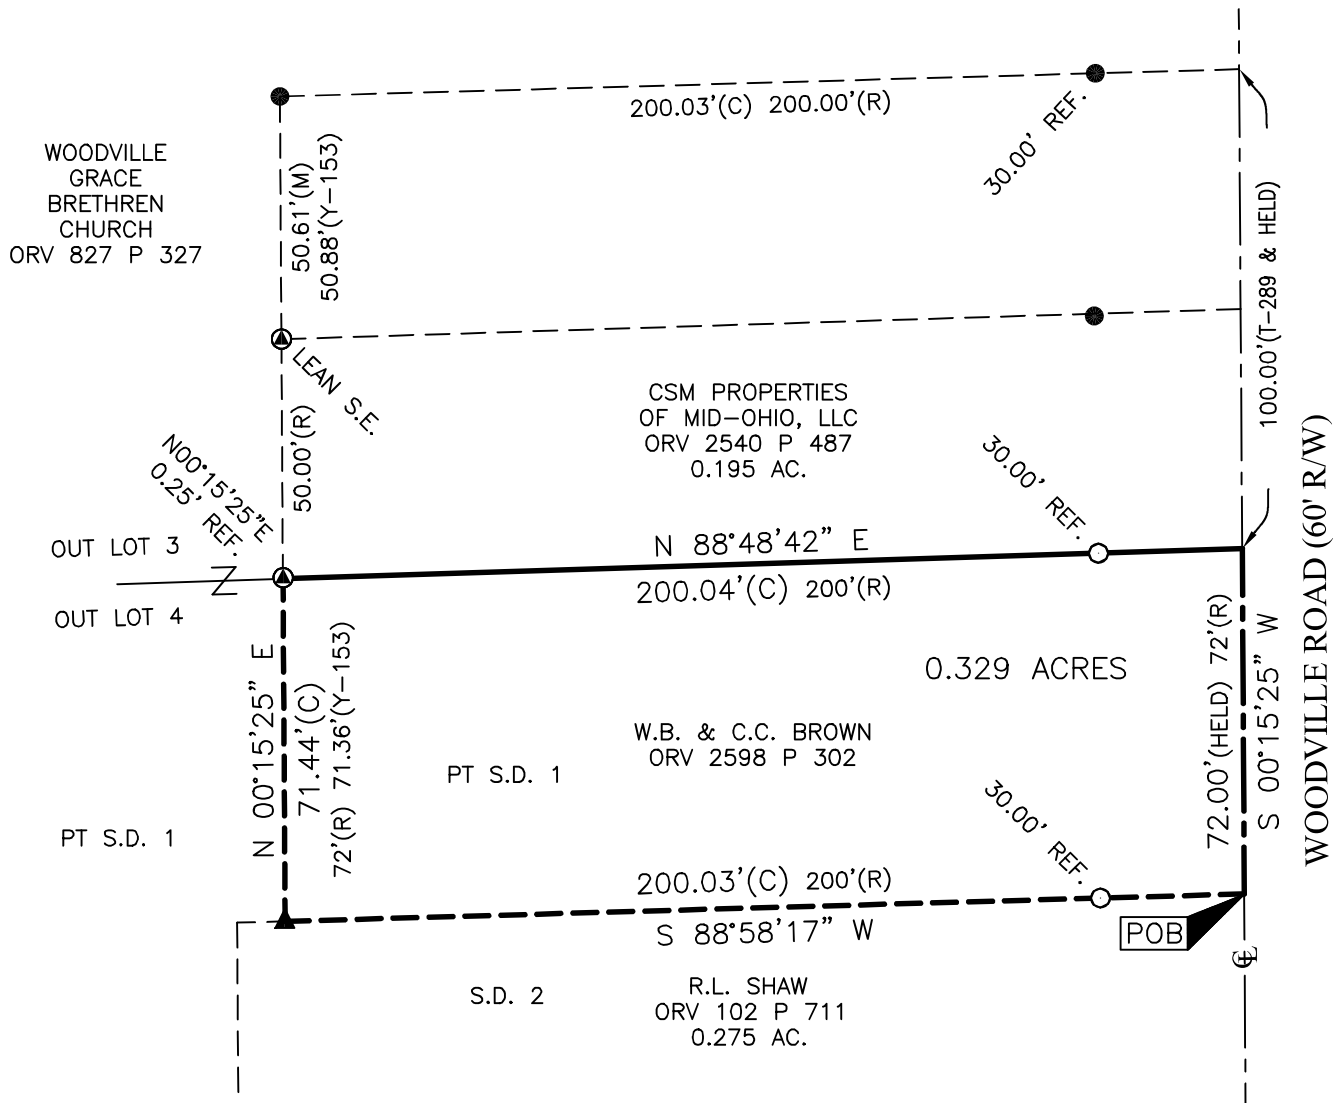 200.03'(C) 200.00'(R)
30.00' REF.
WOODVILLE
GRACE
BRETHREN
CHURCH
ORV 827 P 327
50.61'(M)
50.88'(Y-153)
100.00'(T-289 & HELD)
LEAN S.E.
50.00'(R)
CSM PROPERTIES
OF MID-OHIO, LLC
ORV 2540 P 487
0.195 AC.
N00°15'25"E
0.25' REF.
30.00' REF.
OUT LOT 3
OUT LOT 4
N 88°48'42" E
200.04'(C) 200'(R)
WOODVILLE ROAD (60' R/W)
N 00°15'25" E
71.44'(C)
72'(R) 71.36'(Y-153)
0.329 ACRES
72.00'(HELD) 72'(R)
S 00°15'25" W
W.B. & C.C. BROWN
ORV 2598 P 302
PT S.D. 1
PT S.D. 1
30.00' REF.
200.03'(C) 200'(R)
S 88°58'17" W
POB
℄
S.D. 2
R.L. SHAW
ORV 102 P 711
0.275 AC.